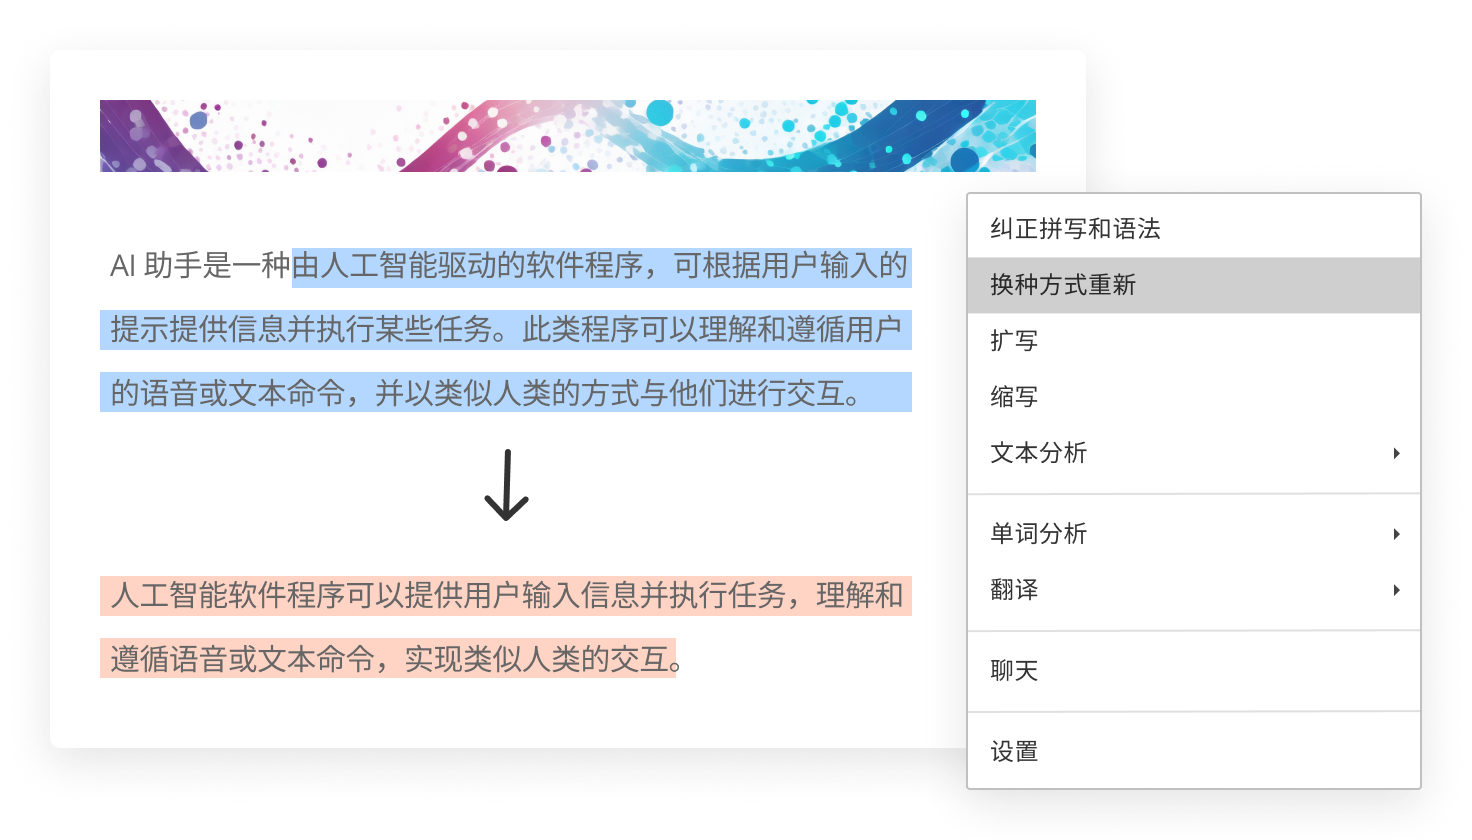 AI 助手是一种由人工智能驱动的软件程序，可根据用户输入的
提示提供信息并执行某些任务。此类程序可以理解和遵循用户
的语音或文本命令，并以类似人类的方式与他们进行交互。
人工智能软件程序可以提供用户输入信息并执行任务，理解和
遵循语音或文本命令，实现类似人类的交互。
纠正拼写和语法
换种方式重新
扩写
缩写
文本分析
单词分析
翻译
聊天
设置